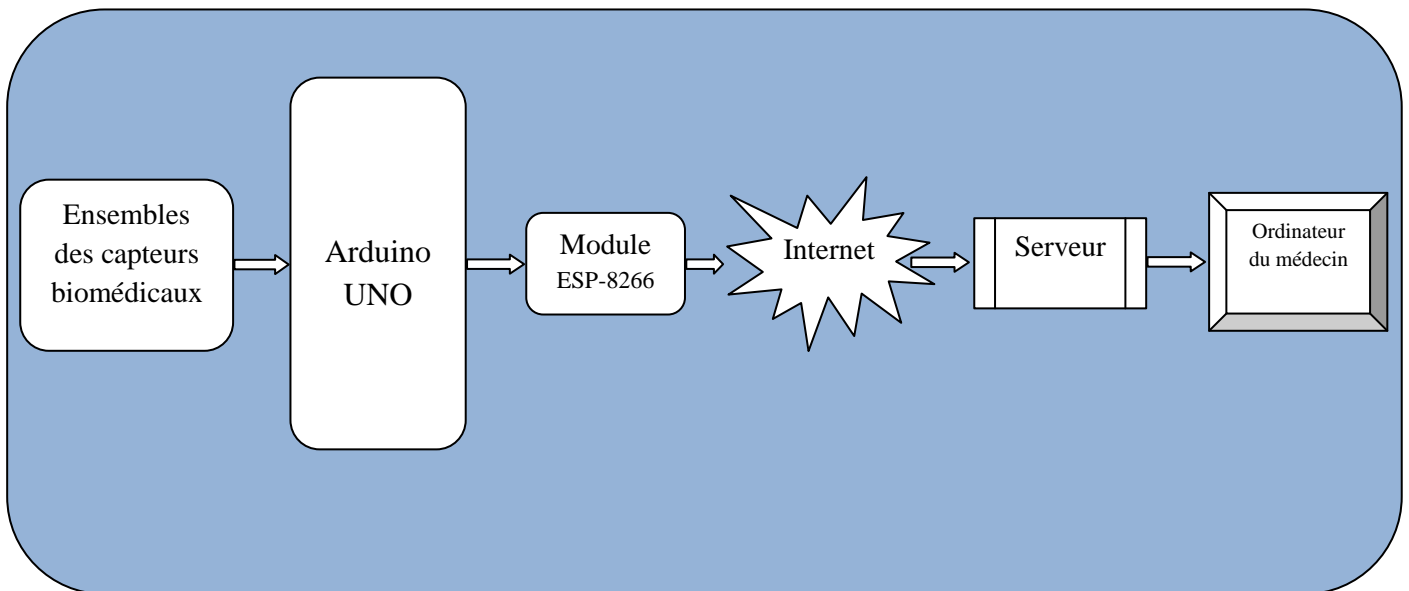 Ensembles
des capteurs
biomédicaux
Arduino
UNO
Module
ESP-8266
Internet
Serveur
Ordinateur
du médecin